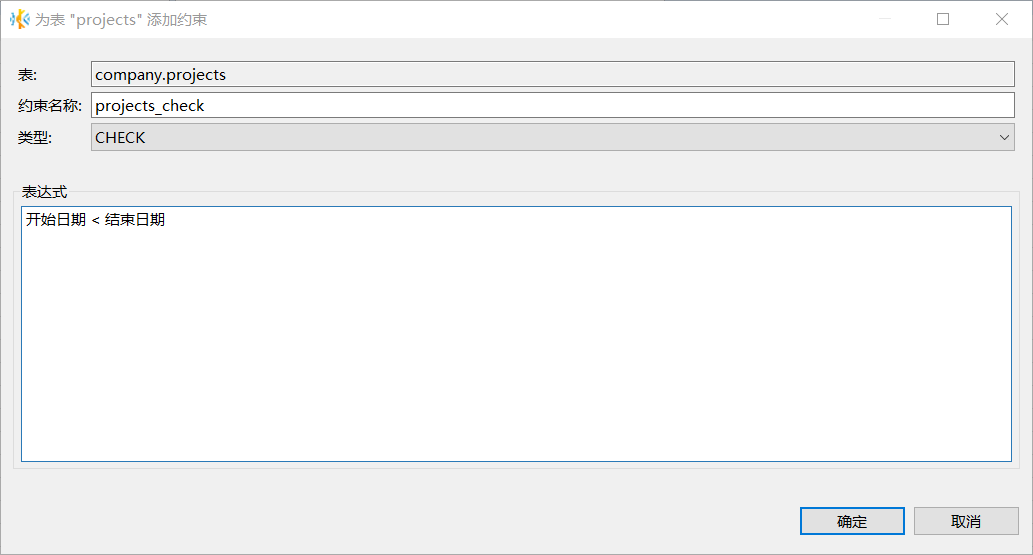 为表 "projects" 添加约束
表: company.projects
约束名称: projects_check
类型: CHECK
表达式
开始日期 < 结束日期
确定 取消